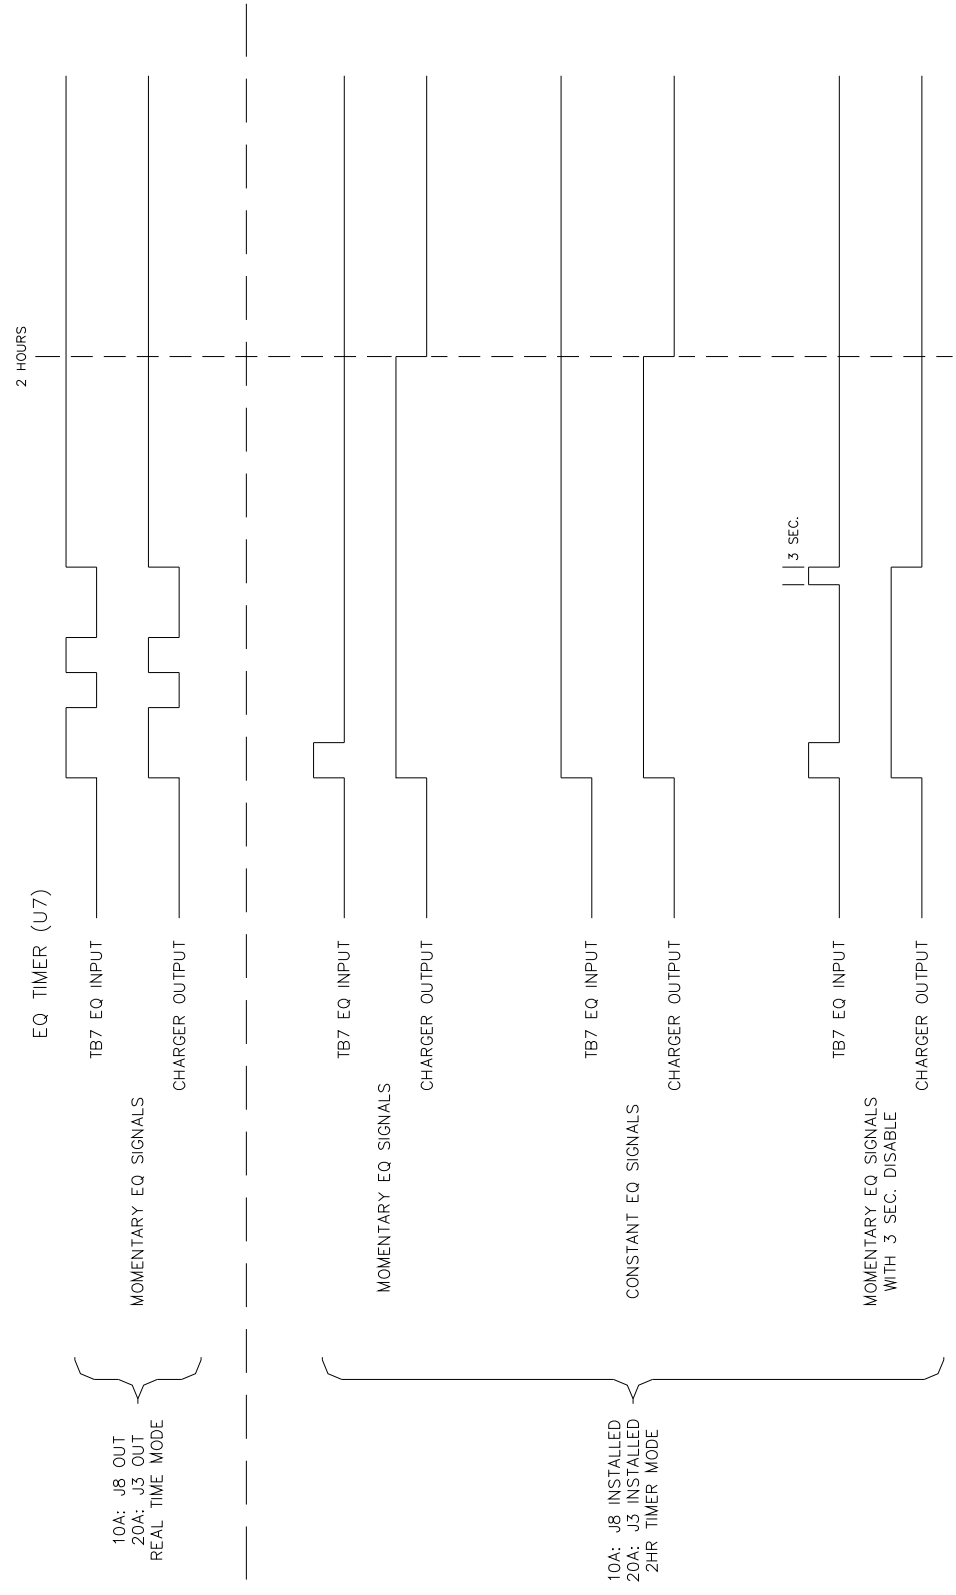 2 HOURS
EQ TIMER (U7)
10A: J8 OUT
20A: J3 OUT
REAL TIME MODE
MOMENTARY EQ SIGNALS
TB7 EQ INPUT
CHARGER OUTPUT
10A: J8 INSTALLED
20A: J3 INSTALLED
2HR TIMER MODE
MOMENTARY EQ SIGNALS
TB7 EQ INPUT
CHARGER OUTPUT
CONSTANT EQ SIGNALS
TB7 EQ INPUT
CHARGER OUTPUT
MOMENTARY EQ SIGNALS
WITH 3 SEC. DISABLE
TB7 EQ INPUT
CHARGER OUTPUT
3 SEC.